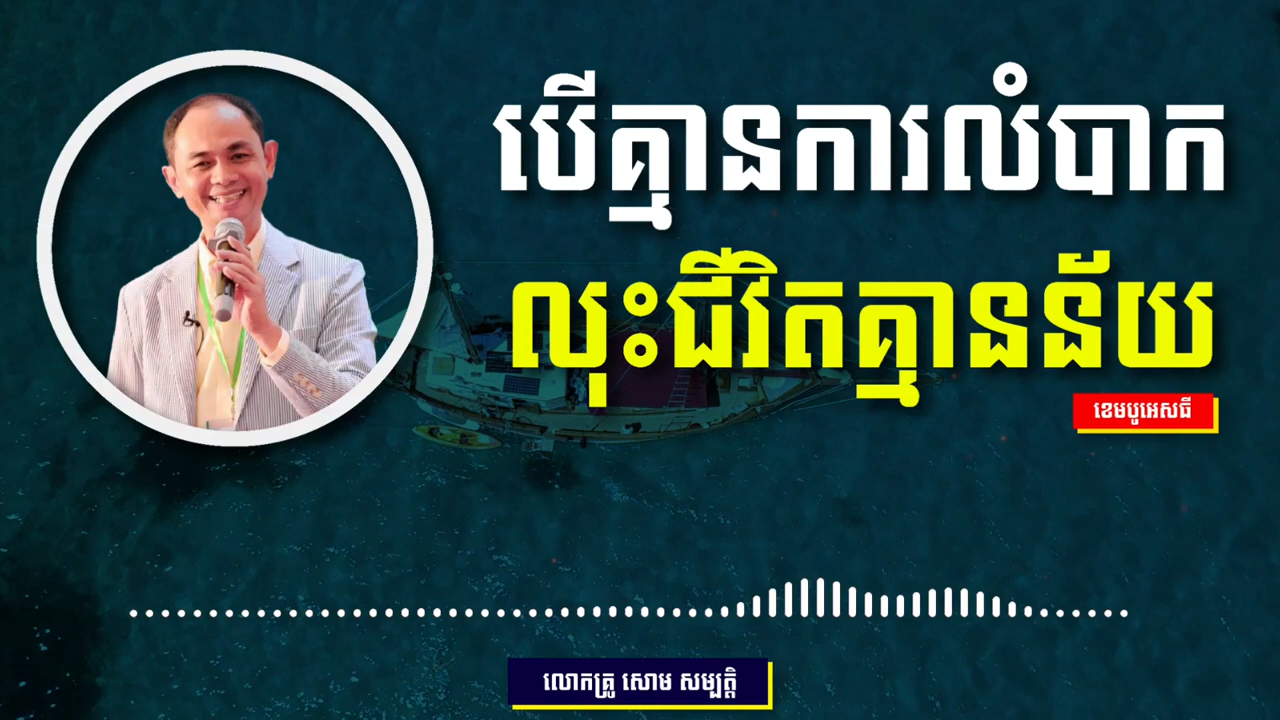 បើគ្មានការលំបាក
លុះជីវិតគ្មានន័យ
ខេមបូអេសធី
លោកគ្រូ សោម សម្បត្តិ